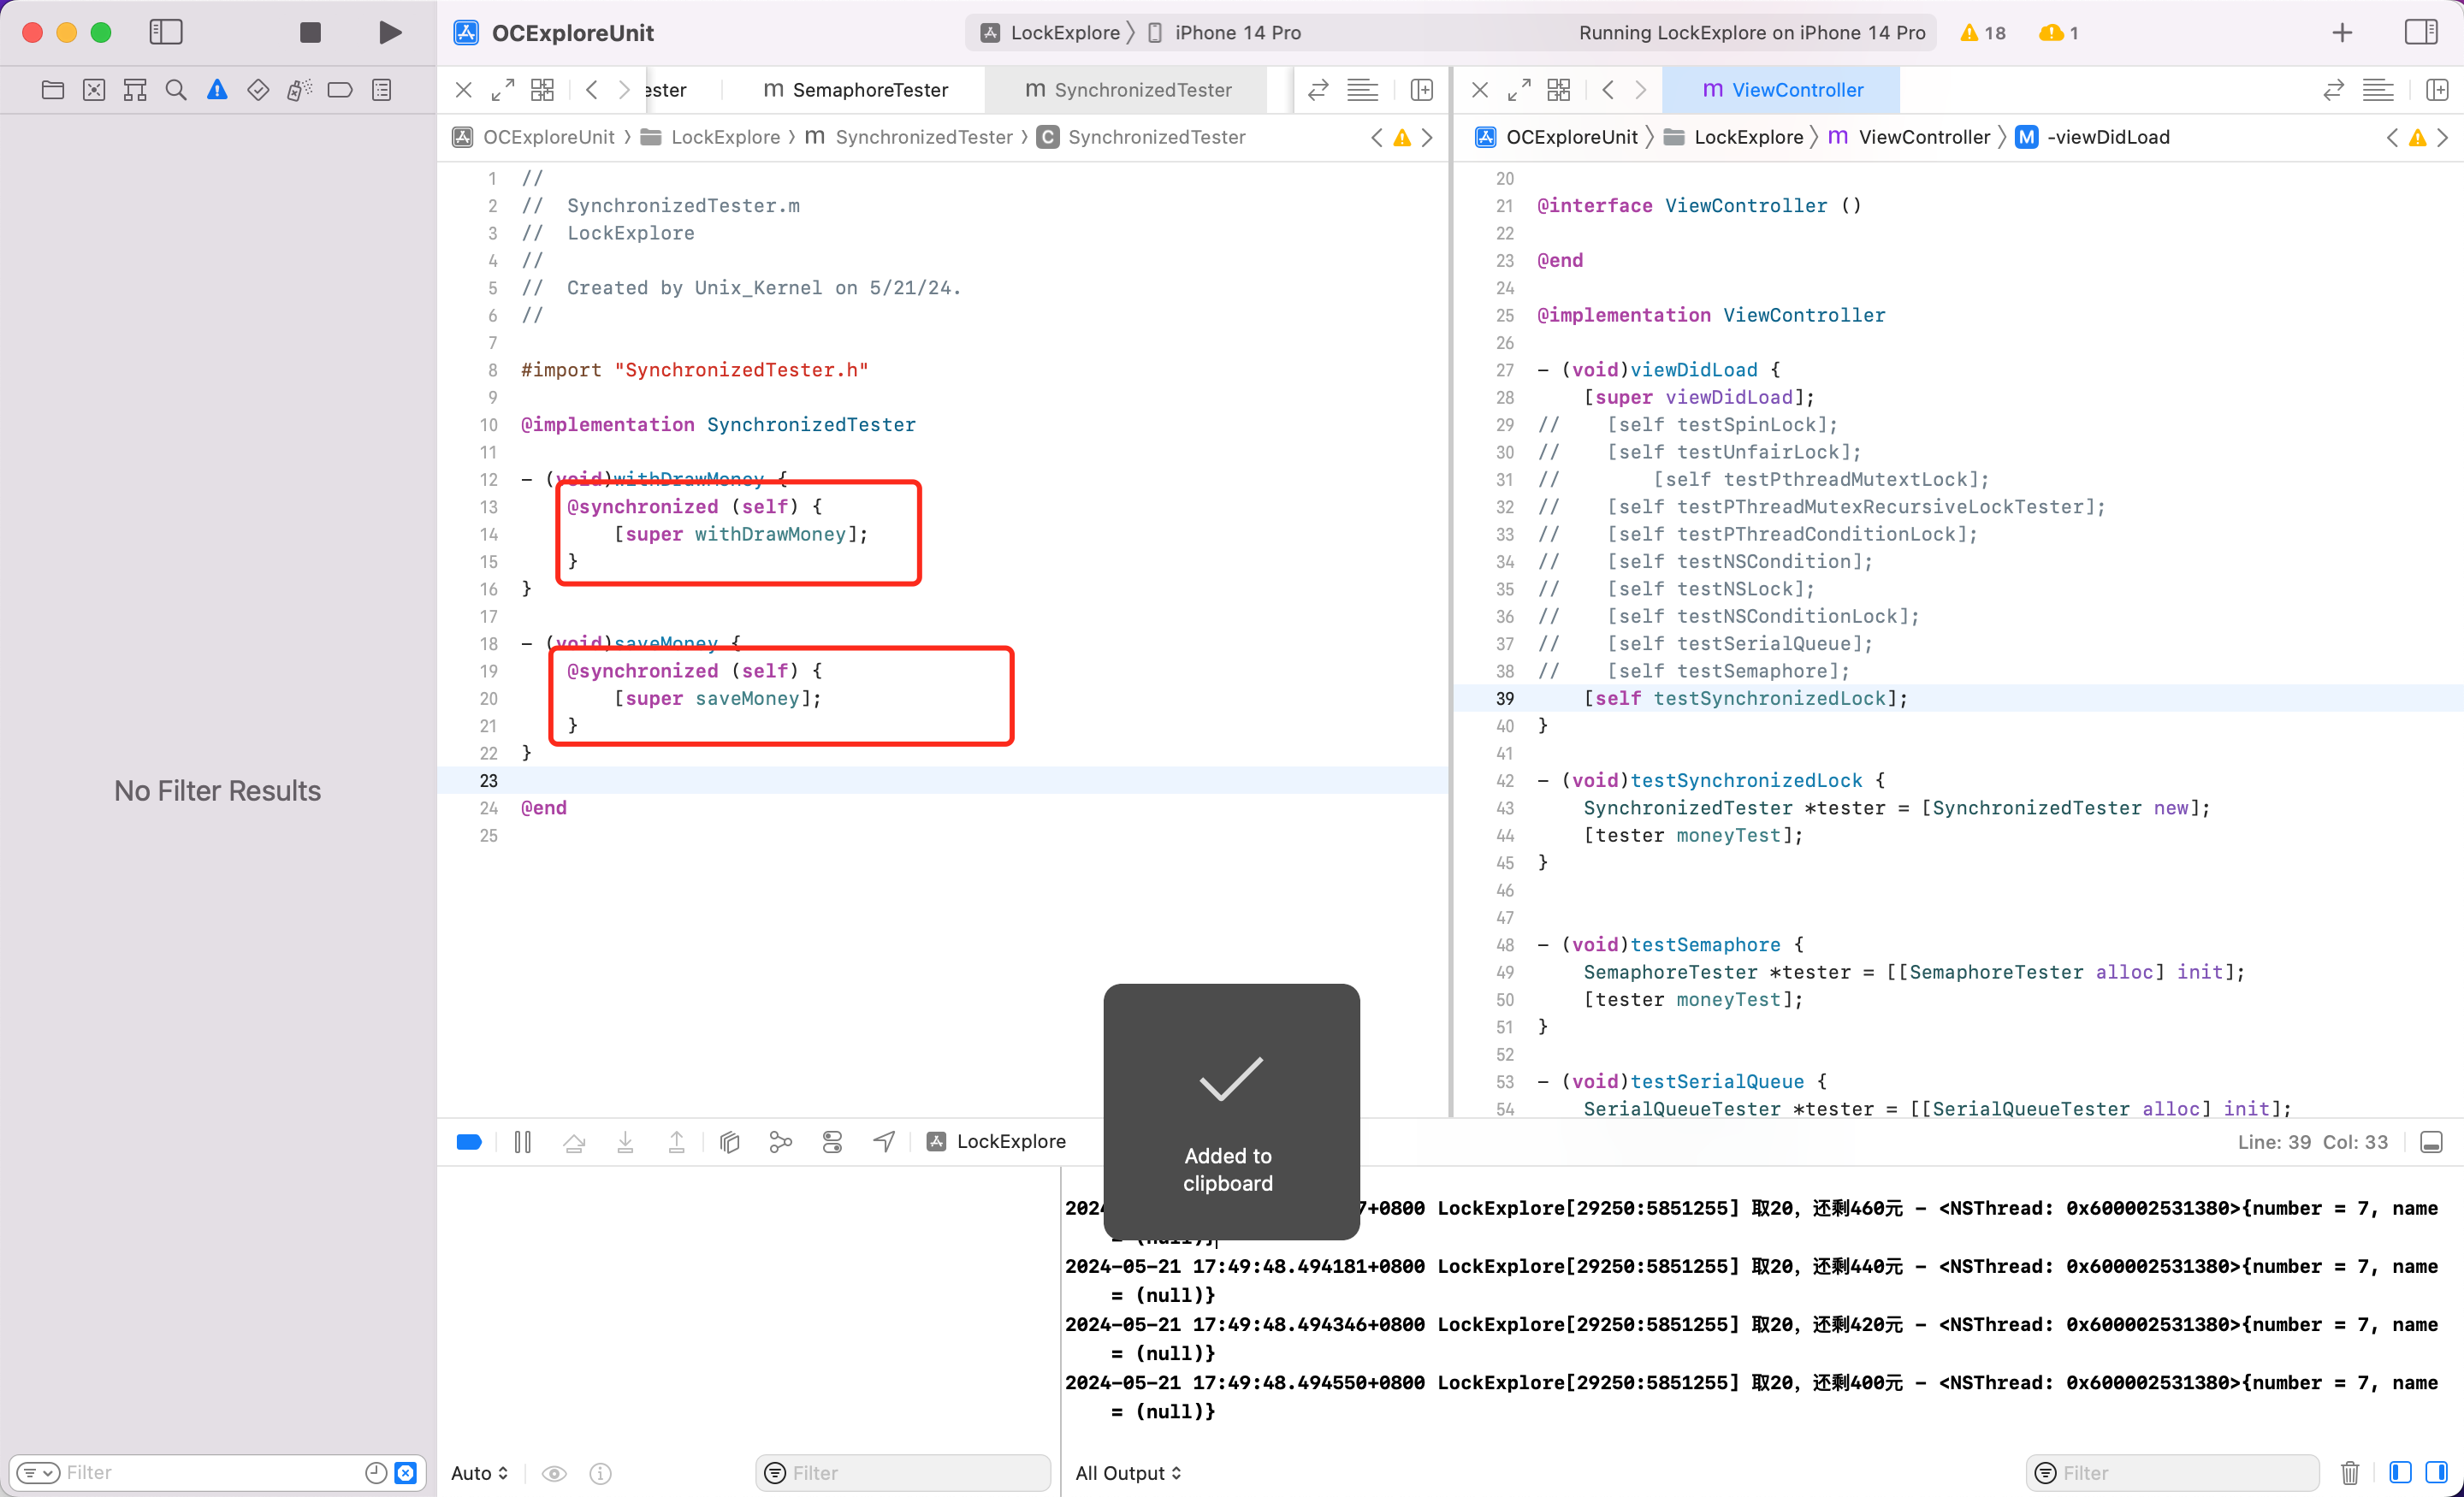 OCExploreUnit
LockExplore 〉 iPhone 14 Pro
Running LockExplore on iPhone 14 Pro
18
1
ester
m SemaphoreTester
m SynchronizedTester
m ViewController
OCExploreUnit 〉 LockExplore 〉 m SynchronizedTester 〉 C SynchronizedTester
OCExploreUnit 〉 LockExplore 〉 m ViewController 〉 M -viewDidLoad
No Filter Results
1 //
2 //  SynchronizedTester.m
3 //  LockExplore
4 //
5 //  Created by Unix_Kernel on 5/21/24.
6 //
7
8 #import "SynchronizedTester.h"
9
10 @implementation SynchronizedTester
11
12 - (void)withDrawMoney {
13     @synchronized (self) {
14         [super withDrawMoney];
15     }
16 }
17
18 - (void)saveMoney {
19     @synchronized (self) {
20         [super saveMoney];
21     }
22 }
23
24 @end
25
20
21 @interface ViewController ()
22
23 @end
24
25 @implementation ViewController
26
27 - (void)viewDidLoad {
28     [super viewDidLoad];
29 //    [self testSpinLock];
30 //    [self testUnfairLock];
31 //        [self testPthreadMutextLock];
32 //    [self testPThreadMutexRecursiveLockTester];
33 //    [self testPThreadConditionLock];
34 //    [self testNSCondition];
35 //    [self testNSLock];
36 //    [self testNSConditionLock];
37 //    [self testSerialQueue];
38 //    [self testSemaphore];
39     [self testSynchronizedLock];
40 }
41
42 - (void)testSynchronizedLock {
43     SynchronizedTester *tester = [SynchronizedTester new];
44     [tester moneyTest];
45 }
46
47
48 - (void)testSemaphore {
49     SemaphoreTester *tester = [[SemaphoreTester alloc] init];
50     [tester moneyTest];
51 }
52
53 - (void)testSerialQueue {
54     SerialQueueTester *tester = [[SerialQueueTester alloc] init];
Added to
clipboard
LockExplore
Line: 39 Col: 33
2024 7+0800 LockExplore[29250:5851255] 取20，还剩460元 - <NSThread: 0x600002531380>{number = 7, name
= (null)}
2024-05-21 17:49:48.494181+0800 LockExplore[29250:5851255] 取20，还剩440元 - <NSThread: 0x600002531380>{number = 7, name
= (null)}
2024-05-21 17:49:48.494346+0800 LockExplore[29250:5851255] 取20，还剩420元 - <NSThread: 0x600002531380>{number = 7, name
= (null)}
2024-05-21 17:49:48.494550+0800 LockExplore[29250:5851255] 取20，还剩400元 - <NSThread: 0x600002531380>{number = 7, name
= (null)}
Filter
Auto
Filter
All Output
Filter